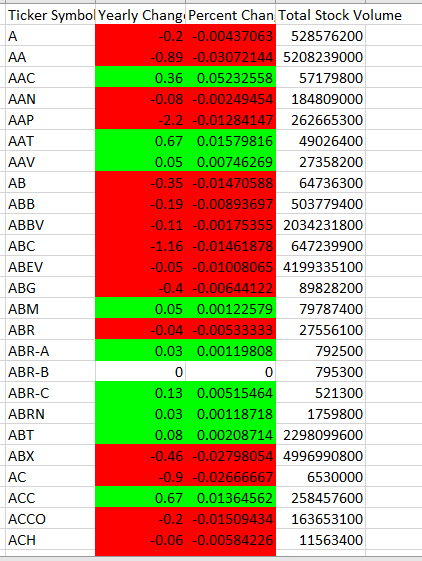 Ticker Symbol Yearly Chang Percent Chan Total Stock Volume
A -0.2 -0.00437063 528576200
AA -0.89 -0.03072144 5208239000
AAC 0.36 0.05232558 57179800
AAN -0.08 -0.00249454 184809000
AAP -2.2 -0.01284147 262665300
AAT 0.67 0.01579816 49026400
AAV 0.05 0.00746269 27358200
AB -0.35 -0.01470588 64736300
ABB -0.19 -0.00893697 503779400
ABBV -0.11 -0.00175355 2034231800
ABC -1.16 -0.01461878 647239900
ABEV -0.05 -0.01008065 4199335100
ABG -0.4 -0.00644122 89828200
ABM 0.05 0.00122579 79787400
ABR -0.04 -0.00533333 27556100
ABR-A 0.03 0.00119808 792500
ABR-B 0 0 795300
ABR-C 0.13 0.00515464 521300
ABRN 0.03 0.00118718 1759800
ABT 0.08 0.00208714 2298099600
ABX -0.46 -0.02798054 4996990800
AC -0.9 -0.02666667 6530000
ACC 0.67 0.01364562 258457600
ACCO -0.2 -0.01509434 163653100
ACH -0.06 -0.00584226 11563400